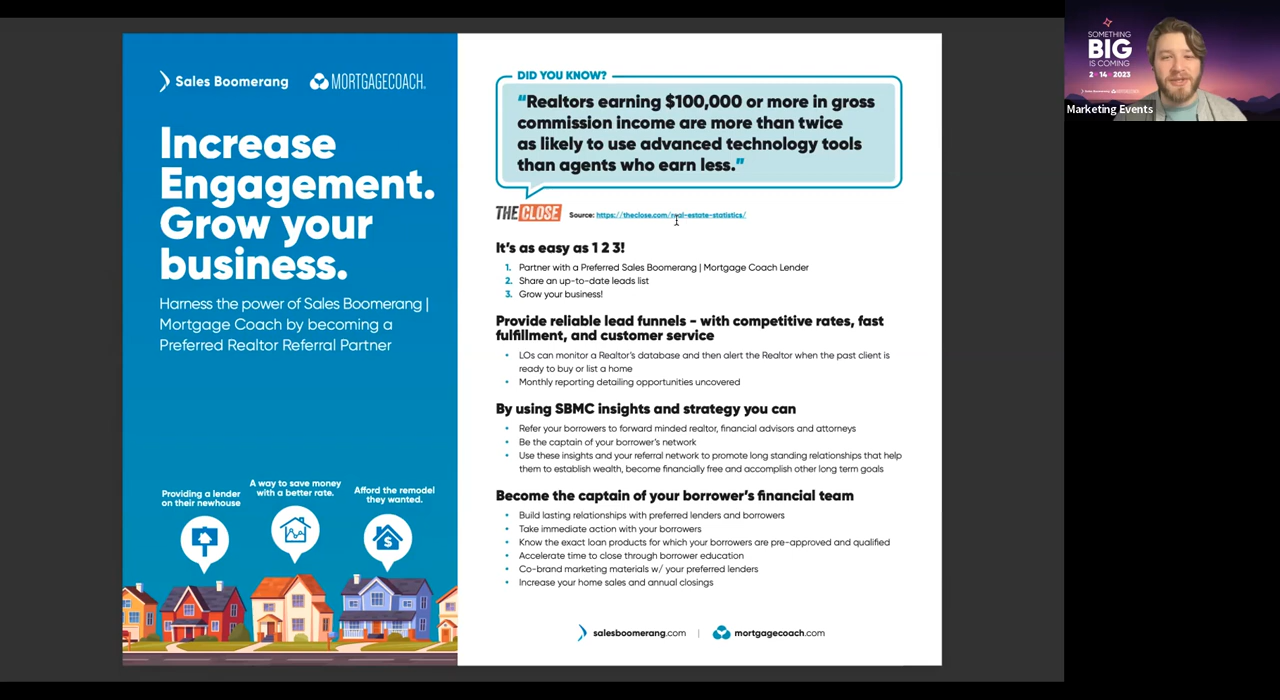 Sales Boomerang
MORTGAGECOACH.
Increase
Engagement.
Grow your
business.
Harness the power of Sales Boomerang |
Mortgage Coach by becoming a
Preferred Realtor Referral Partner
Providing a lender
on their newhouse
A way to save money
with a better rate.
Afford the remodel
they wanted.
DID YOU KNOW?
“Realtors earning $100,000 or more in gross
commission income are more than twice
as likely to use advanced technology tools
than agents who earn less.”
THE CLOSE
Source: https://theclose.com/real-estate-statistics/
It's as easy as 1 2 3!
1. Partner with a Preferred Sales Boomerang | Mortgage Coach Lender
2. Share an up-to-date leads list
3. Grow your business!
Provide reliable lead funnels - with competitive rates, fast
fulfillment, and customer service
• LOs can monitor a Realtor's database and then alert the Realtor when the past client is
ready to buy or list a home
• Monthly reporting detailing opportunities uncovered
By using SBMC insights and strategy you can
• Refer your borrowers to forward minded realtor, financial advisors and attorneys
• Be the captain of your borrower's network
• Use these insights and your referral network to promote long standing relationships that help
them to establish wealth, become financially free and accomplish other long term goals
Become the captain of your borrower's financial team
• Build lasting relationships with preferred lenders and borrowers
• Take immediate action with your borrowers
• Know the exact loan products for which your borrowers are pre-approved and qualified
• Accelerate time to close through borrower education
• Co-brand marketing materials w/ your preferred lenders
• Increase your home sales and annual closings
salesboomerang.com | mortgagecoach.com
SOMETHING
BIG
IS COMING
2 • 14 • 2023
Marketing Events